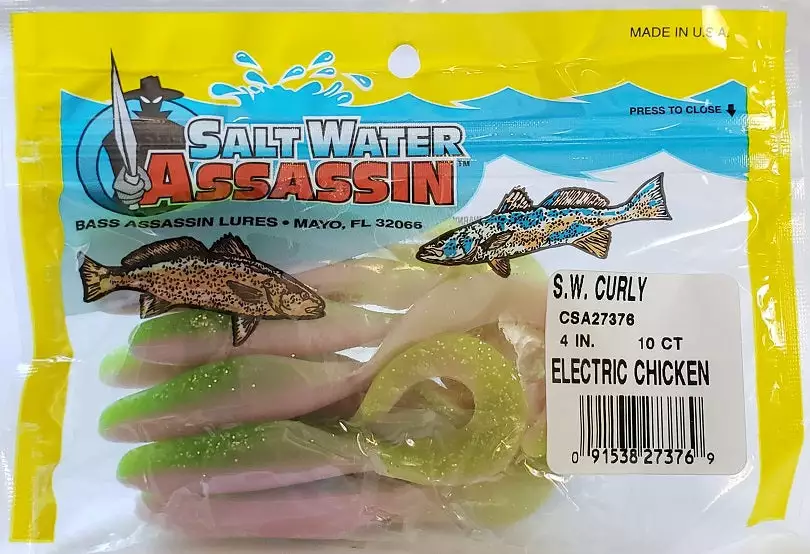 MADE IN U.S.A.
PRESS TO CLOSE
SALT WATER
ASSASSIN™
BASS ASSASSIN LURES • MAYO, FL 32066
S.W. CURLY
CSA27376
4 IN. 10 CT
ELECTRIC CHICKEN
0 91538 27376 9